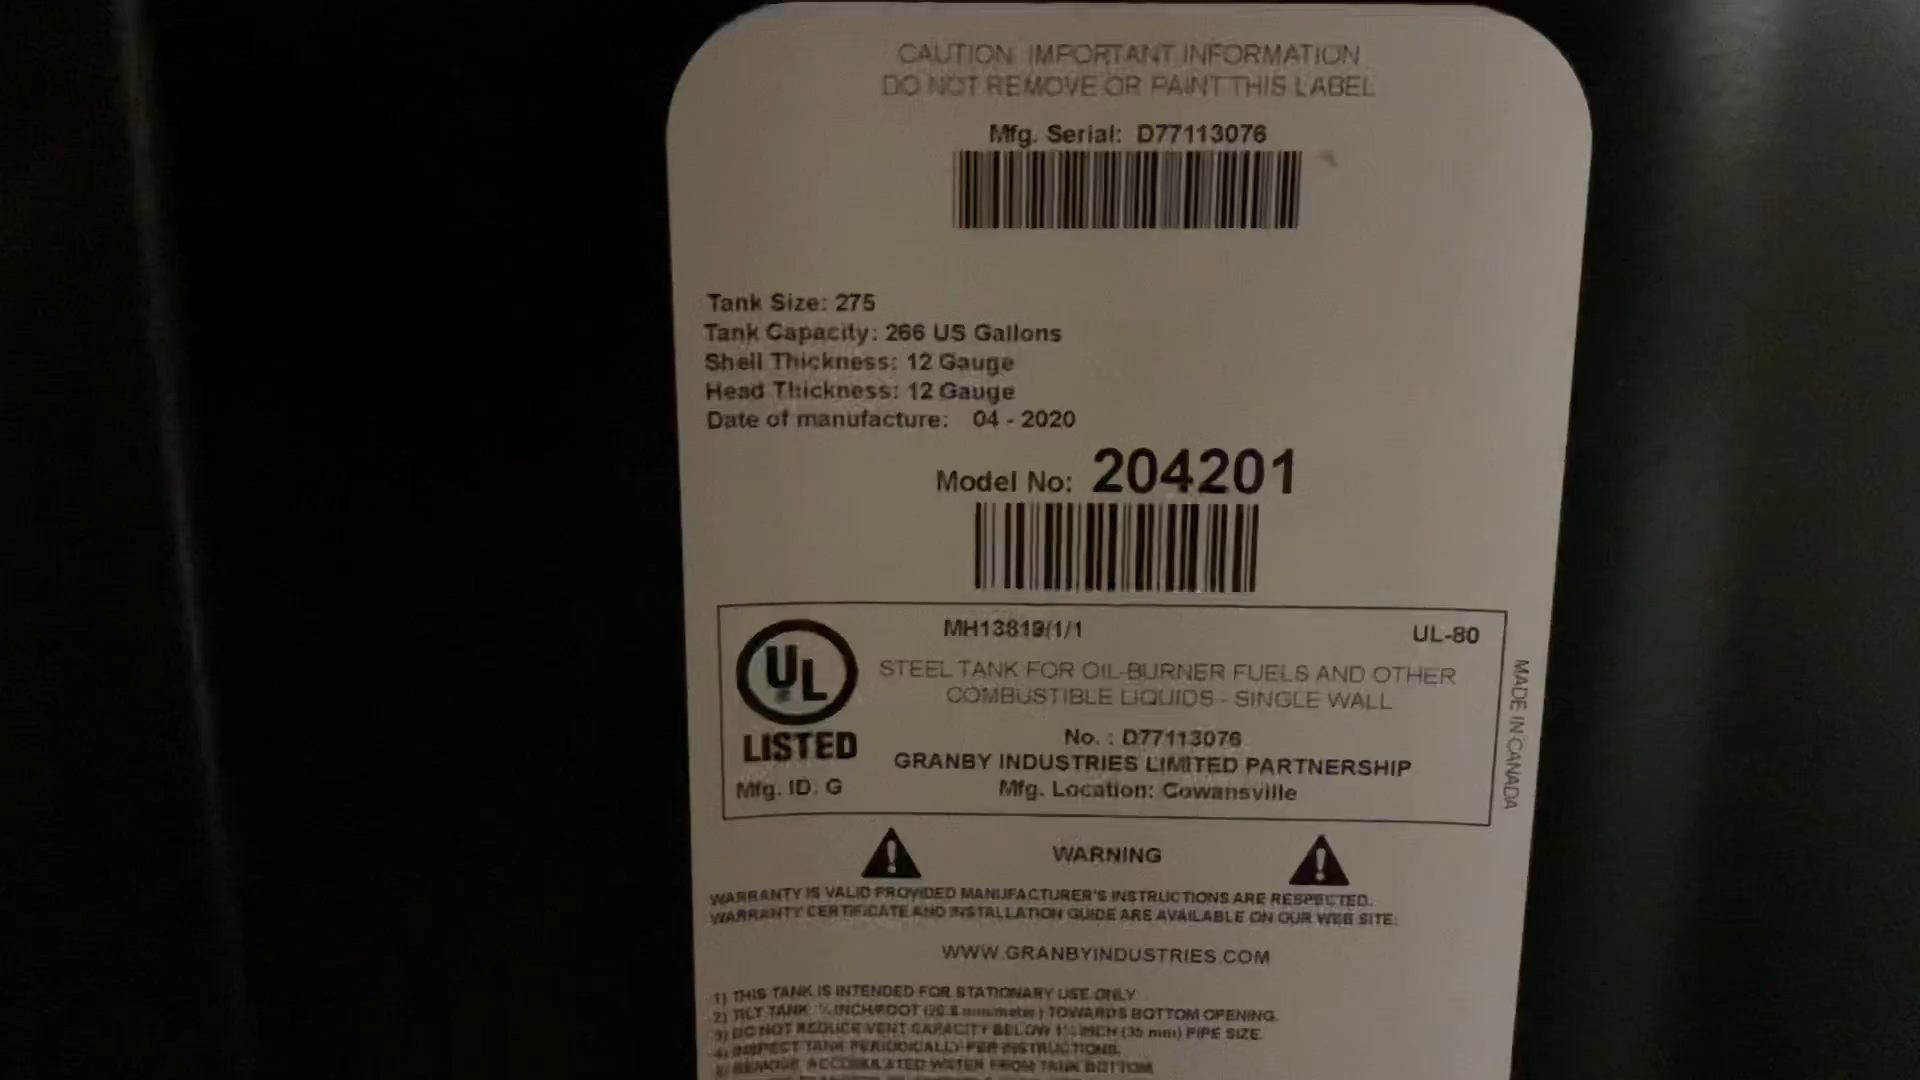 CAUTION: IMPORTANT INFORMATION
DO NOT REMOVE OR PAINT THIS LABEL
Mfg. Serial: D77113076
Tank Size: 275
Tank Capacity: 266 US Gallons
Shell Thickness: 12 Gauge
Head Thickness: 12 Gauge
Date of manufacture: 04 - 2020
Model No: 204201
MH13819/1/1
UL-80
UL
LISTED
STEEL TANK FOR OIL-BURNER FUELS AND OTHER
COMBUSTIBLE LIQUIDS - SINGLE WALL
No. : D77113076
GRANBY INDUSTRIES LIMITED PARTNERSHIP
Mfg. ID: G
Mfg. Location: Cowansville
MADE IN CANADA
WARNING
WARRANTY IS VALID PROVIDED MANUFACTURER'S INSTRUCTIONS ARE RESPECTED.
WARRANTY CERTIFICATE AND INSTALLATION GUIDE ARE AVAILABLE ON OUR WEB SITE:
WWW.GRANBYINDUSTRIES.COM
1) THIS TANK IS INTENDED FOR STATIONARY USE ONLY
2) TILT TANK INCH/FOOT TOWARDS BOTTOM OPENING.
3) DO NOT REDUCE VENT CAPACITY BELOW INCH (35 mm) PIPE SIZE.
4) INSPECT TANK PERIODICALLY PER INSTRUCTIONS.
5) REMOVE ACCUMULATED WATER FROM TANK BOTTOM